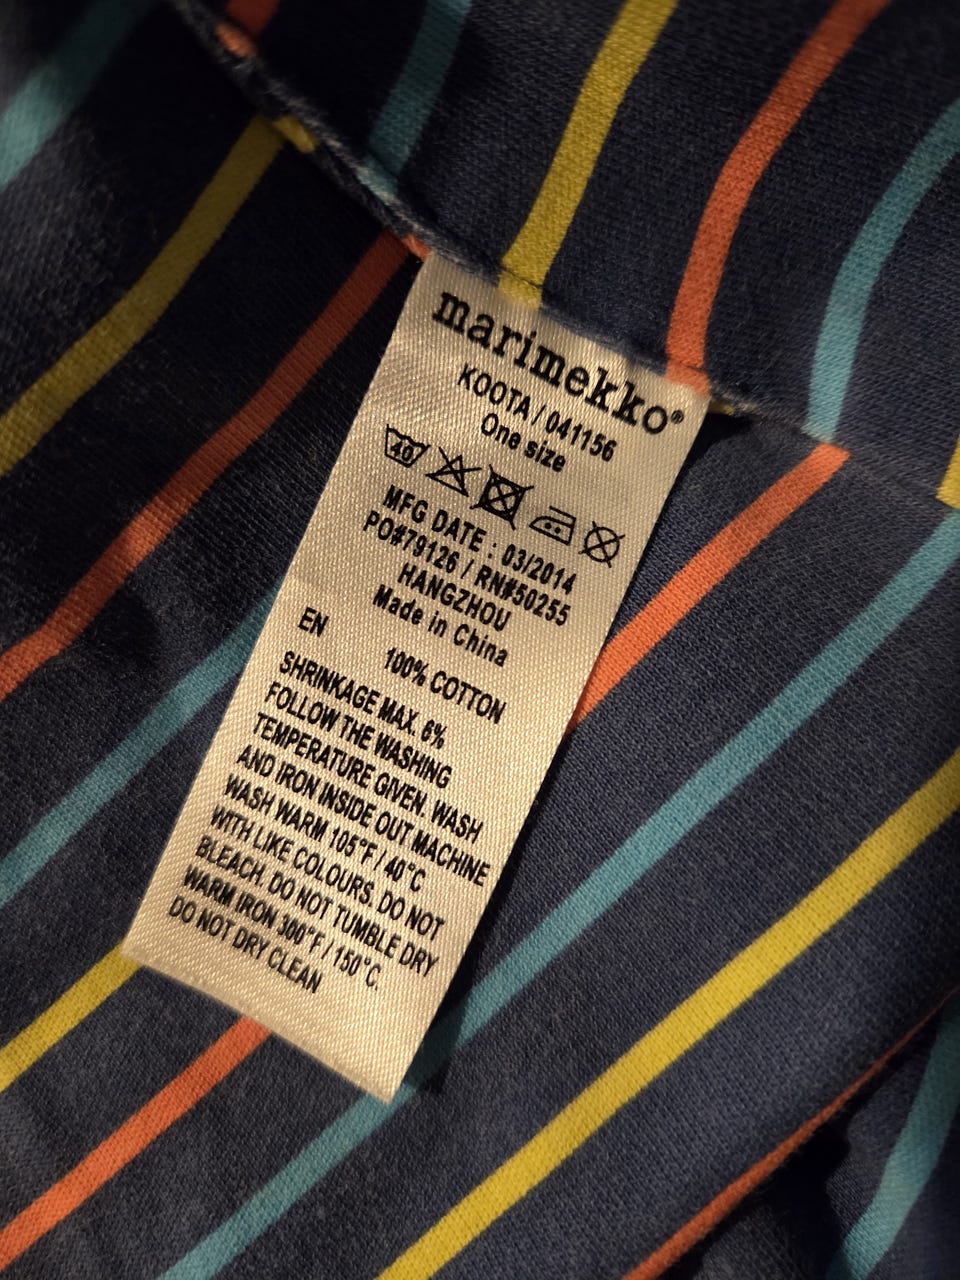 marimekko®
KOOTA / 041156
One size
40
MFG DATE : 03/2014
PO#79126 / RN#50255
HANGZHOU
Made in China
EN
100% COTTON
SHRINKAGE MAX. 6%
FOLLOW THE WASHING
TEMPERATURE GIVEN. WASH
AND IRON INSIDE OUT MACHINE
WASH WARM 105°F / 40°C
WITH LIKE COLOURS. DO NOT
BLEACH. DO NOT TUMBLE DRY
WARM IRON 300°F / 150°C.
DO NOT DRY CLEAN